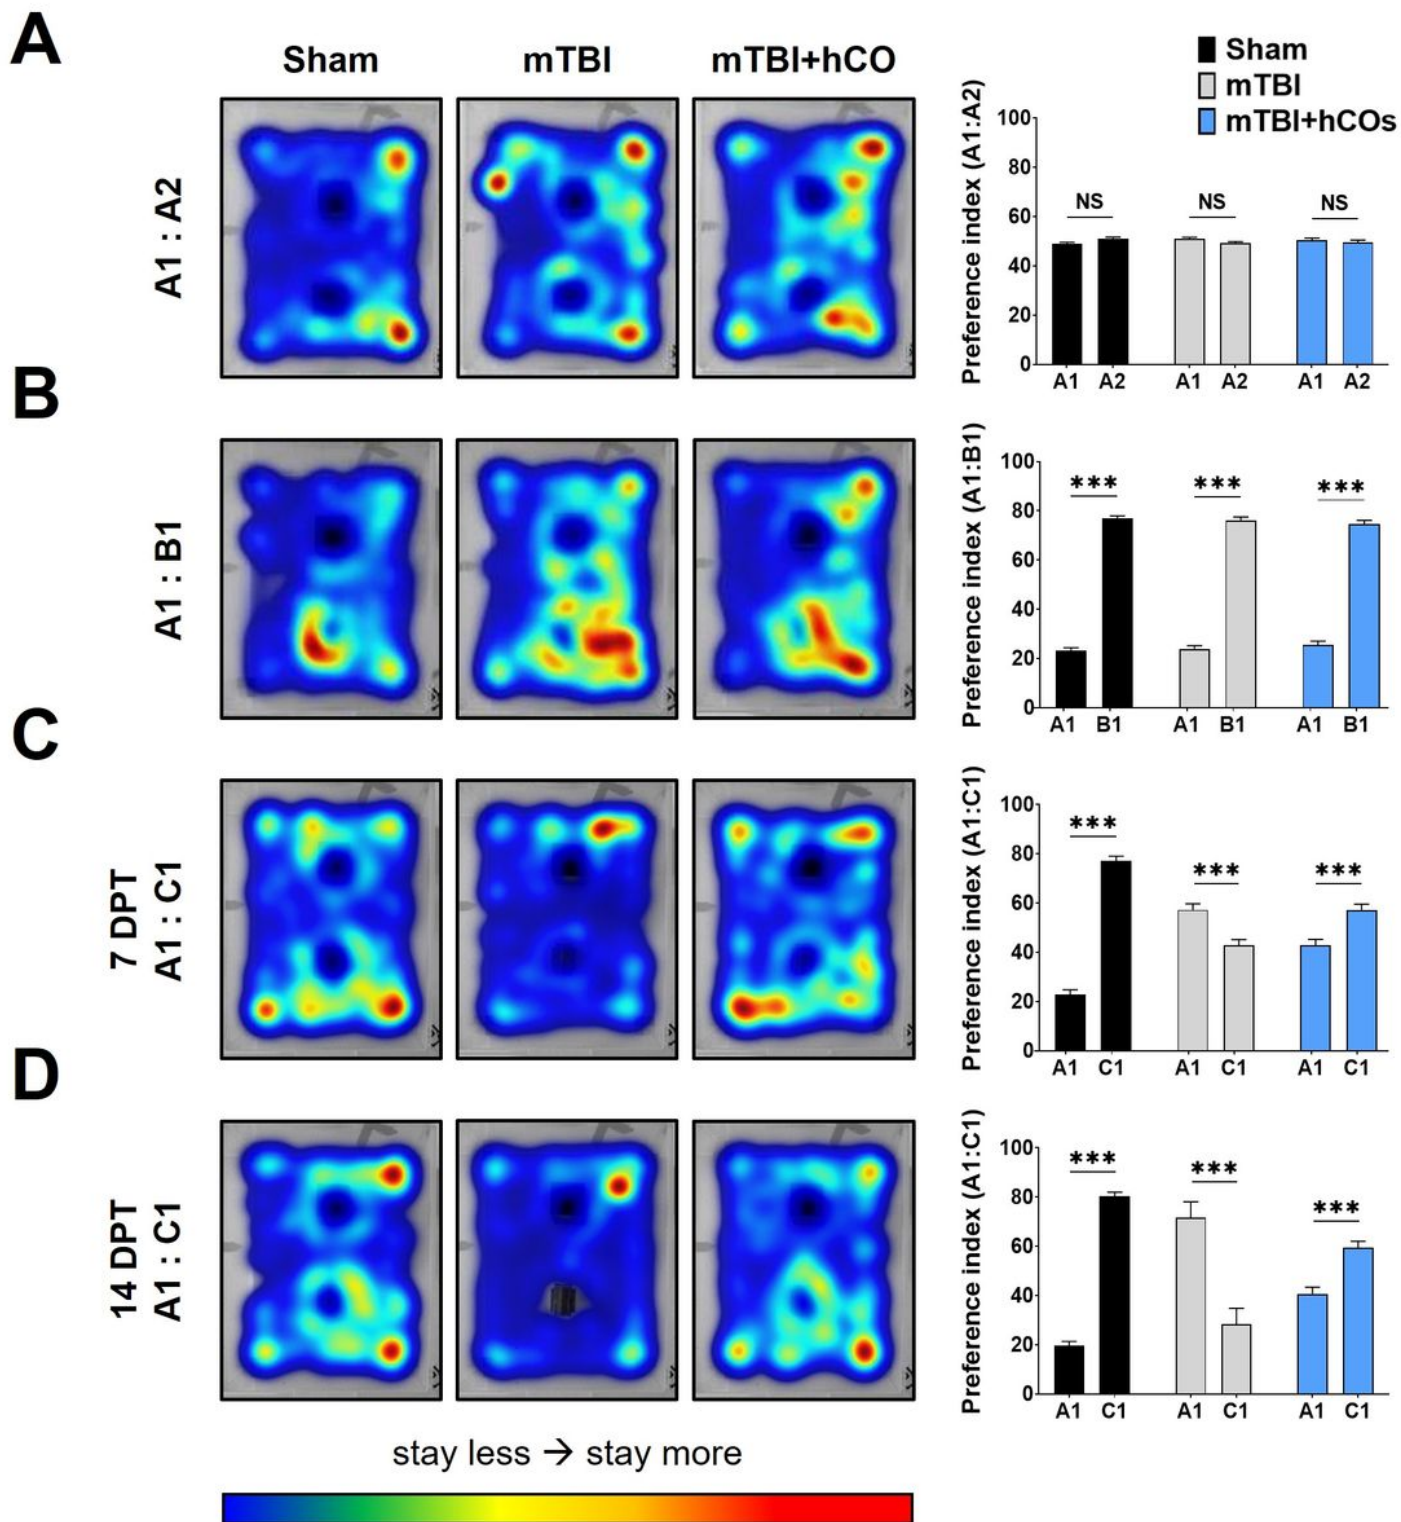 A
Sham
mTBI
mTBI+hCO
Sham
mTBI
mTBI+hCOs
A1 : A2
Preference index (A1:A2)
100
80
60
40
20
0
NS
NS
NS
A1 A2 A1 A2 A1 A2
B
A1 : B1
Preference index (A1:B1)
100
80
60
40
20
0
***
***
***
A1 B1 A1 B1 A1 B1
C
7 DPT
A1 : C1
Preference index (A1:C1)
100
80
60
40
20
0
***
***
***
A1 C1 A1 C1 A1 C1
D
14 DPT
A1 : C1
Preference index (A1:C1)
100
80
60
40
20
0
***
***
***
A1 C1 A1 C1 A1 C1
stay less → stay more